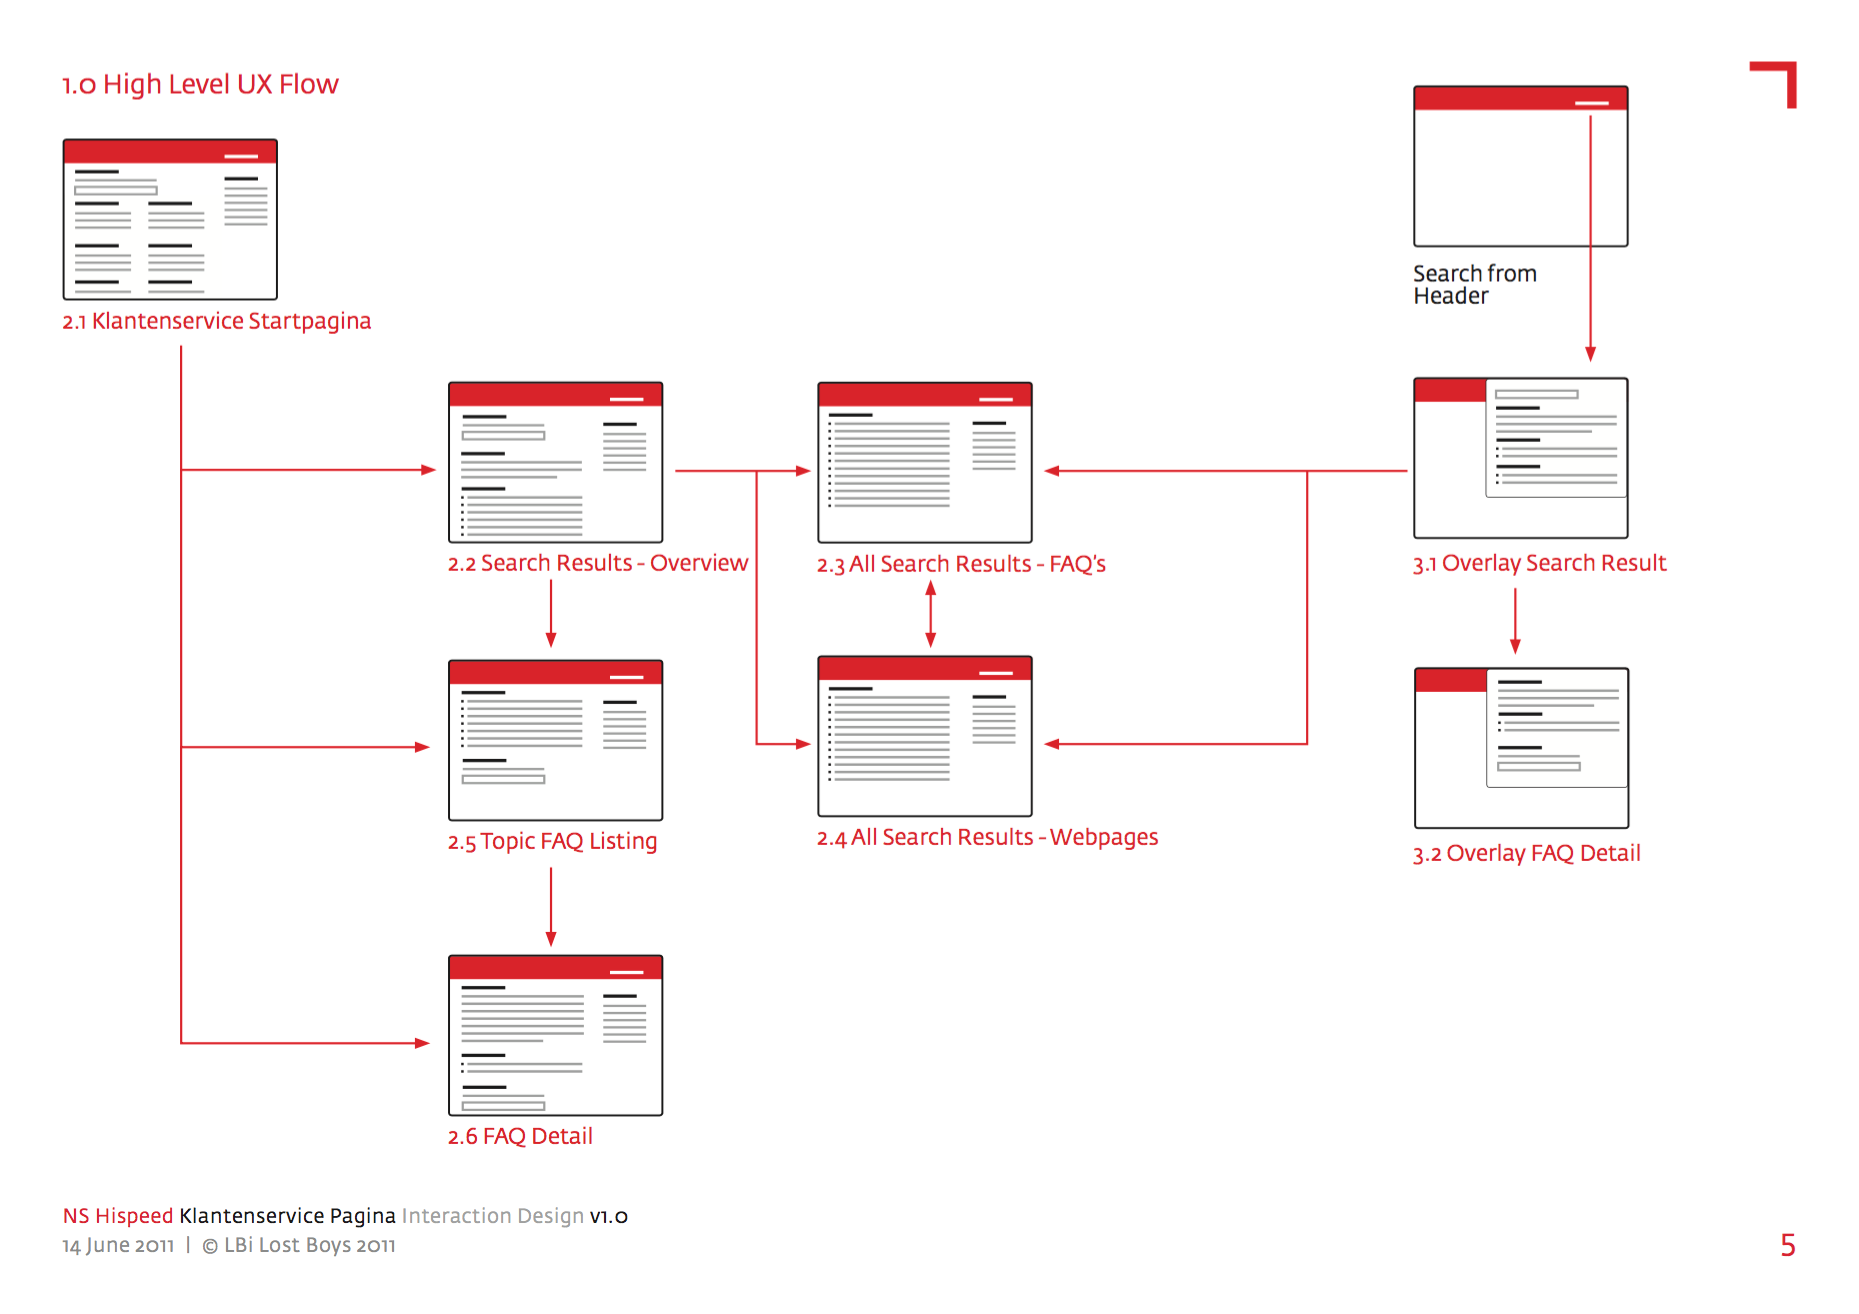 1.0 High Level UX Flow
2.1 Klantenservice Startpagina
Search from
Header
2.2 Search Results - Overview
2.3 All Search Results - FAQ's
3.1 Overlay Search Result
2.5 Topic FAQ Listing
2.4 All Search Results - Webpages
3.2 Overlay FAQ Detail
2.6 FAQ Detail
NS Hispeed Klantenservice Pagina Interaction Design v1.0
14 June 2011 | © LBi Lost Boys 2011
5